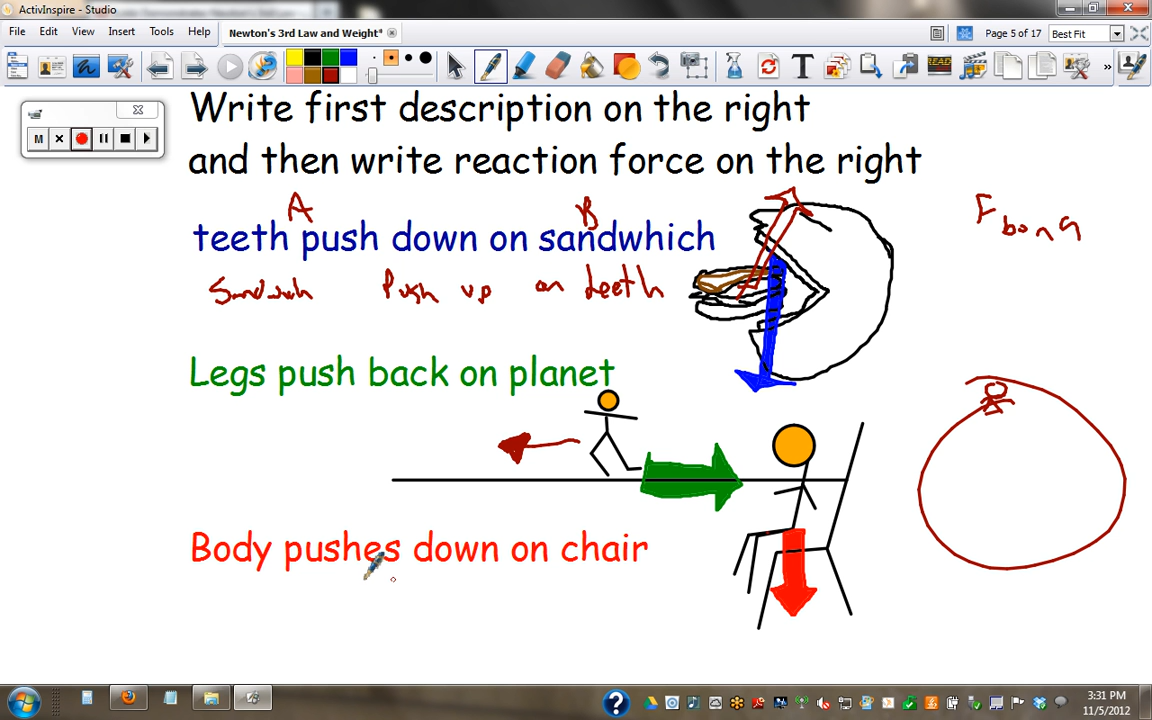 ActivInspire - Studio
File Edit View Insert Tools Help
Newton's 3rd Law and Weight*
Page 5 of 17
Best Fit
M
Write first description on the right
and then write reaction force on the right
A B
teeth push down on sandwhich
F
Push up on teeth
Legs push back on planet
Body pushes down on chair
3:31 PM
11/5/2012